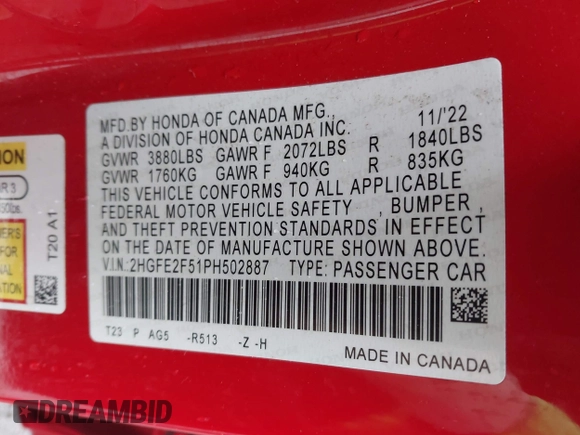 MFD.BY HONDA OF CANADA MFG., 11/'22
A DIVISION OF HONDA CANADA INC.
GVWR 3880LBS GAWR F 2072LBS R 1840LBS
GVWR 1760KG GAWR F 940KG R 835KG
THIS VEHICLE CONFORMS TO ALL APPLICABLE
FEDERAL MOTOR VEHICLE SAFETY , BUMPER ,
AND THEFT PREVENTION STANDARDS IN EFFECT
ON THE DATE OF MANUFACTURE SHOWN ABOVE.
V.I.N:2HGFE2F51PH502887 TYPE: PASSENGER CAR
T23 P AG5 -R513 -Z -H
MADE IN CANADA
T20 A1
DREAMBID